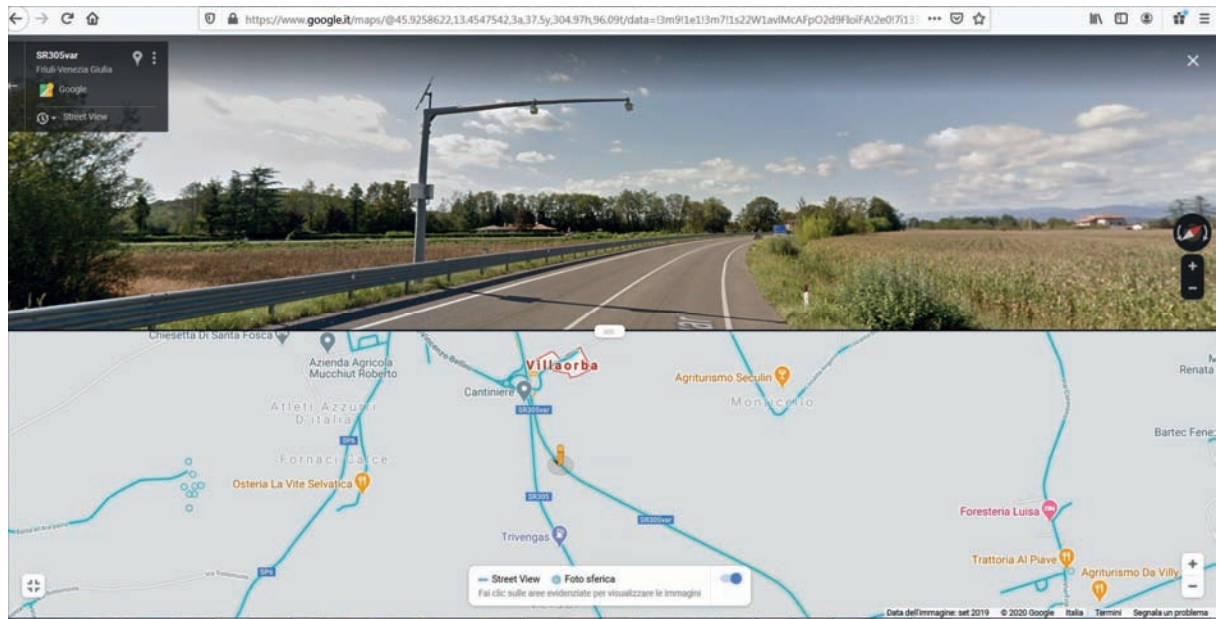 https://www.google.it/maps/@45.9258622,13.4547542,3a,37.5y,304.97h,96.09t/data=!3m9!1e1!3m7!1s22W1avlMcAFpO2d9FloiFA!2e0!7i13
SR305var
Friuli-Venezia Giulia
Google
Street View
Chiesetta Di Santa Fosca
Azienda Agricola
Mucchiut Roberto
Vincenzo Bellini
Villaorba
Cantiniere
SR305var
Agriturismo Seculin
Monticello
Renata
Atleti Azzurri
D'italia
SP6
Fornaci Calce
Osteria La Vite Selvatica
Bartec Fene
SR305
SR305var
Trivengas
Foresteria Luisa
Trattoria Al Piave
Agriturismo Da Villy
SP6
Street View
Foto sferica
Fai clic sulle aree evidenziate per visualizzare le immagini
Data dell'immagine: set 2019 © 2020 Google Italia Termini Segnala un problema